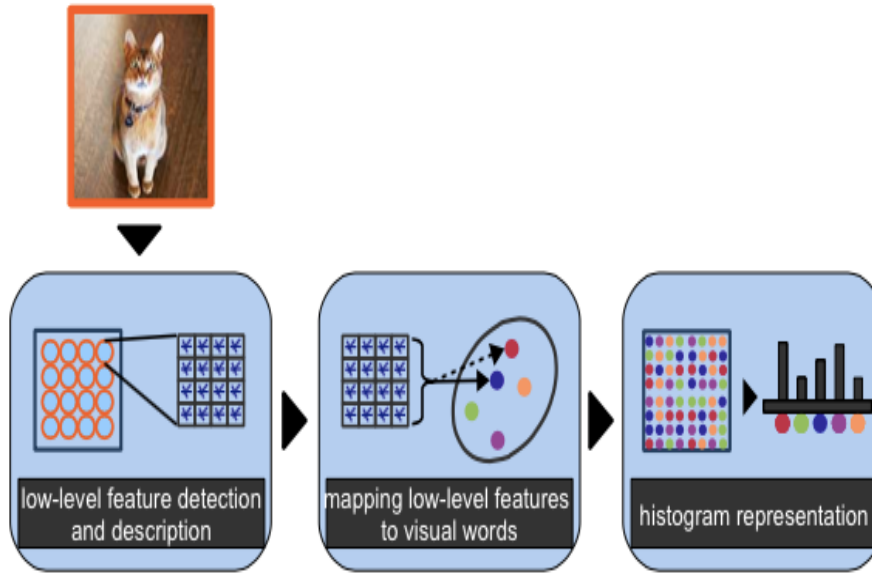 low-level feature detection
and description
mapping low-level features
to visual words
histogram representation